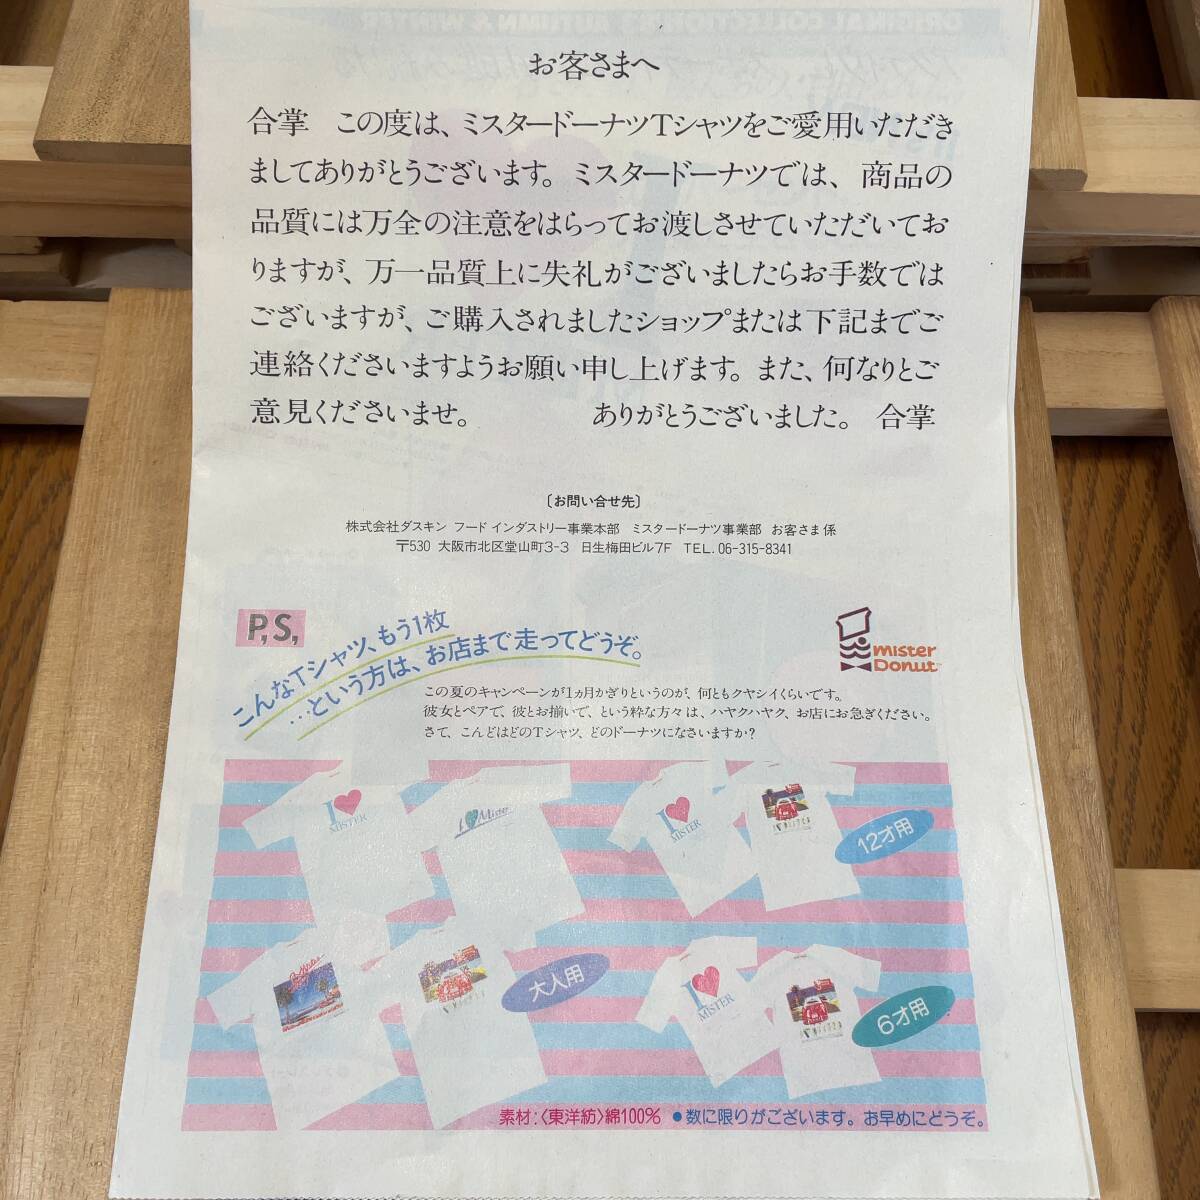 お客さまへ
合掌 この度は、ミスタードーナツTシャツをご愛用いただき
ましてありがとうございます。ミスタードーナツでは、商品の
品質には万全の注意をはらってお渡しさせていただいてお
りますが、万一品質上に失礼がございましたらお手数では
ございますが、ご購入されましたショップまたは下記までご
連絡くださいますようお願い申し上げます。また、何なりとご
意見くださいませ。 ありがとうございました。 合掌
〔お問い合せ先〕
株式会社ダスキン フードインダストリー事業本部 ミスタードーナツ事業部 お客さま係
〒530 大阪市北区堂山町3-3 日生梅田ビル7F TEL. 06-315-8341
P,S,
こんなTシャツ、もう1枚
…という方は、お店まで走ってどうぞ。
mister
Donut
この夏のキャンペーンが1ヵ月かぎりというのが、何ともクヤシイくらいです。
彼女とペアで、彼とお揃いで、という粋な方々は、ハヤクハヤク、お店にお急ぎください。
さて、こんどはどのTシャツ、どのドーナツになさいますか?
I
MISTER
I
I
MISTER
12才用
大人用
I
MISTER
6才用
素材:〈東洋紡〉綿100% ●数に限りがございます。お早めにどうぞ。